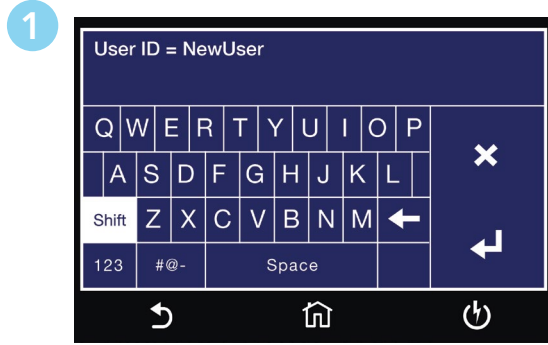 1
User ID = NewUser
Q W E R T Y U I O P
A S D F G H J K L
Shift Z X C V B N M
123 #@- Space